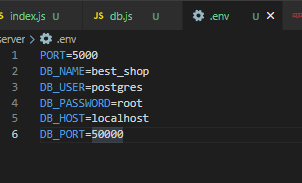 index.js U
db.js U
.env U
server > .env
1 PORT=5000
2 DB_NAME=best_shop
3 DB_USER=postgres
4 DB_PASSWORD=root
5 DB_HOST=localhost
6 DB_PORT=50000